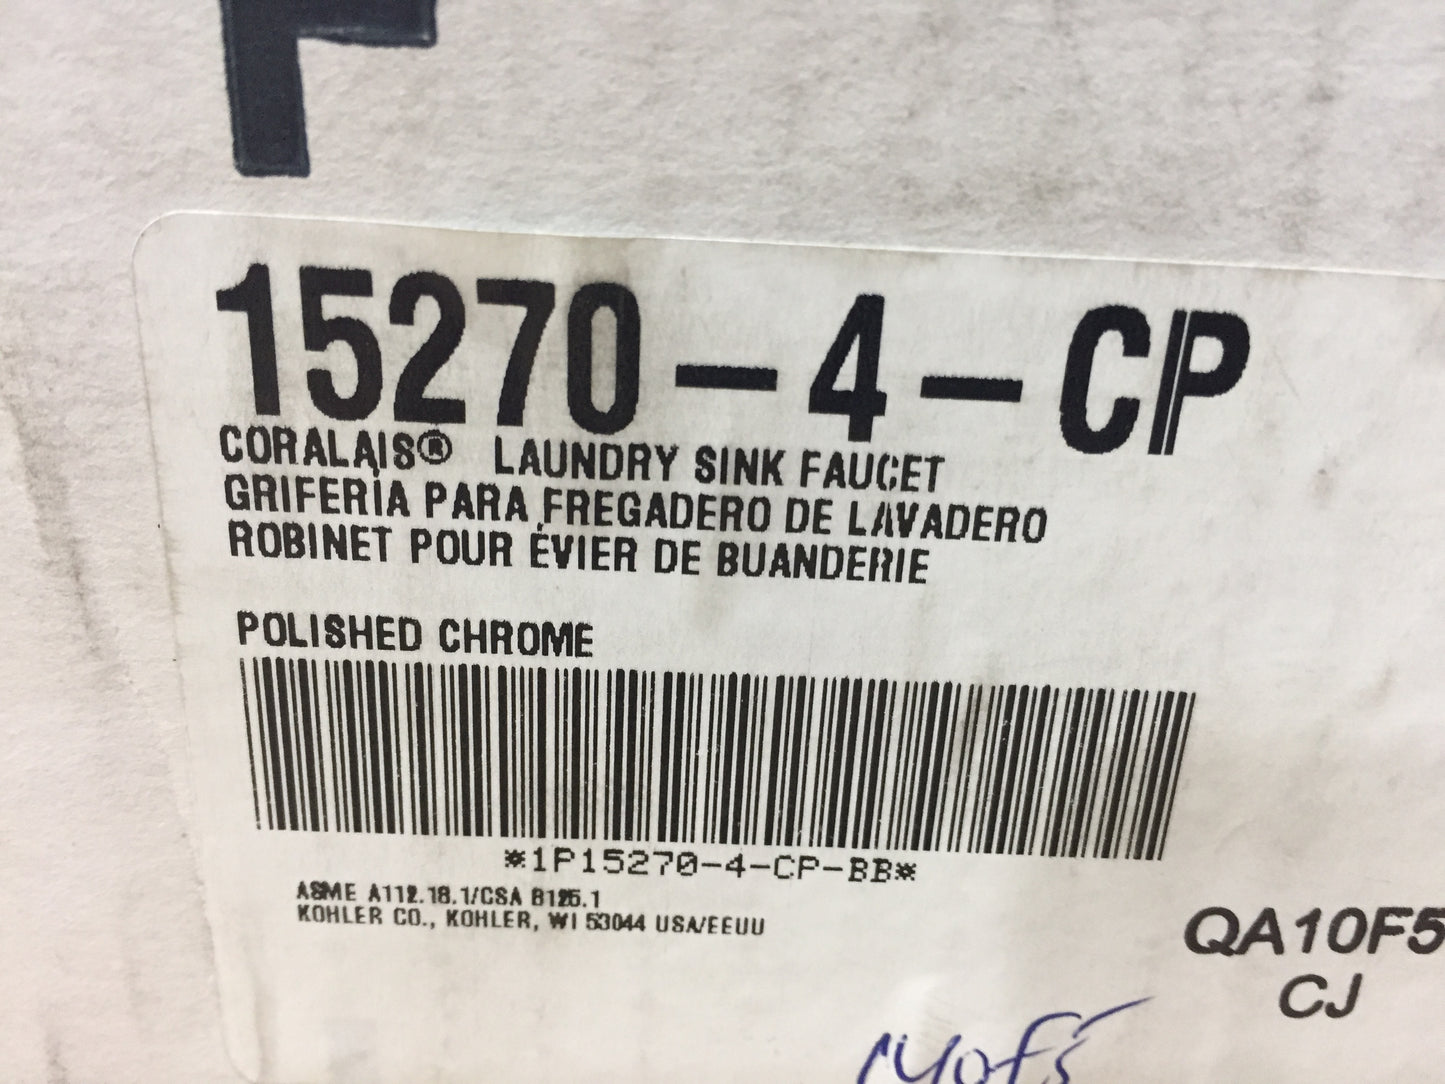 15270-4-CP
CORALAIS® LAUNDRY SINK FAUCET
GRIFERÍA PARA FREGADERO DE LAVADERO
ROBINET POUR ÉVIER DE BUANDERIE
POLISHED CHROME
*1P15270-4-CP-BB*
ASME A112.18.1/CSA B125.1
KOHLER CO., KOHLER, WI 53044 USA/EEUU
QA10F5
CJ